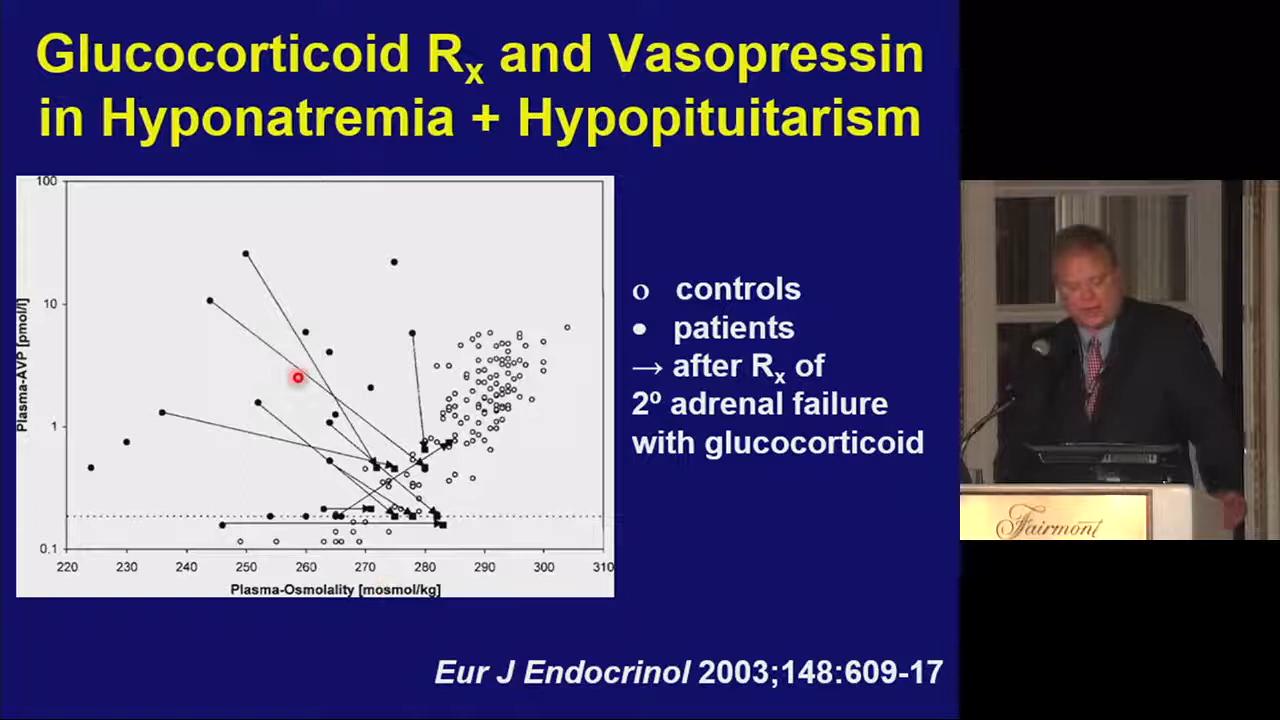 Glucocorticoid Rx and Vasopressin
in Hyponatremia + Hypopituitarism
100
10
1
0.1
Plasma-AVP [pmol/l]
220 230 240 250 260 270 280 290 300 310
Plasma-Osmolality [mosmol/kg]
o controls
• patients
→ after Rx of
2º adrenal failure
with glucocorticoid
Eur J Endocrinol 2003;148:609-17
Fairmont